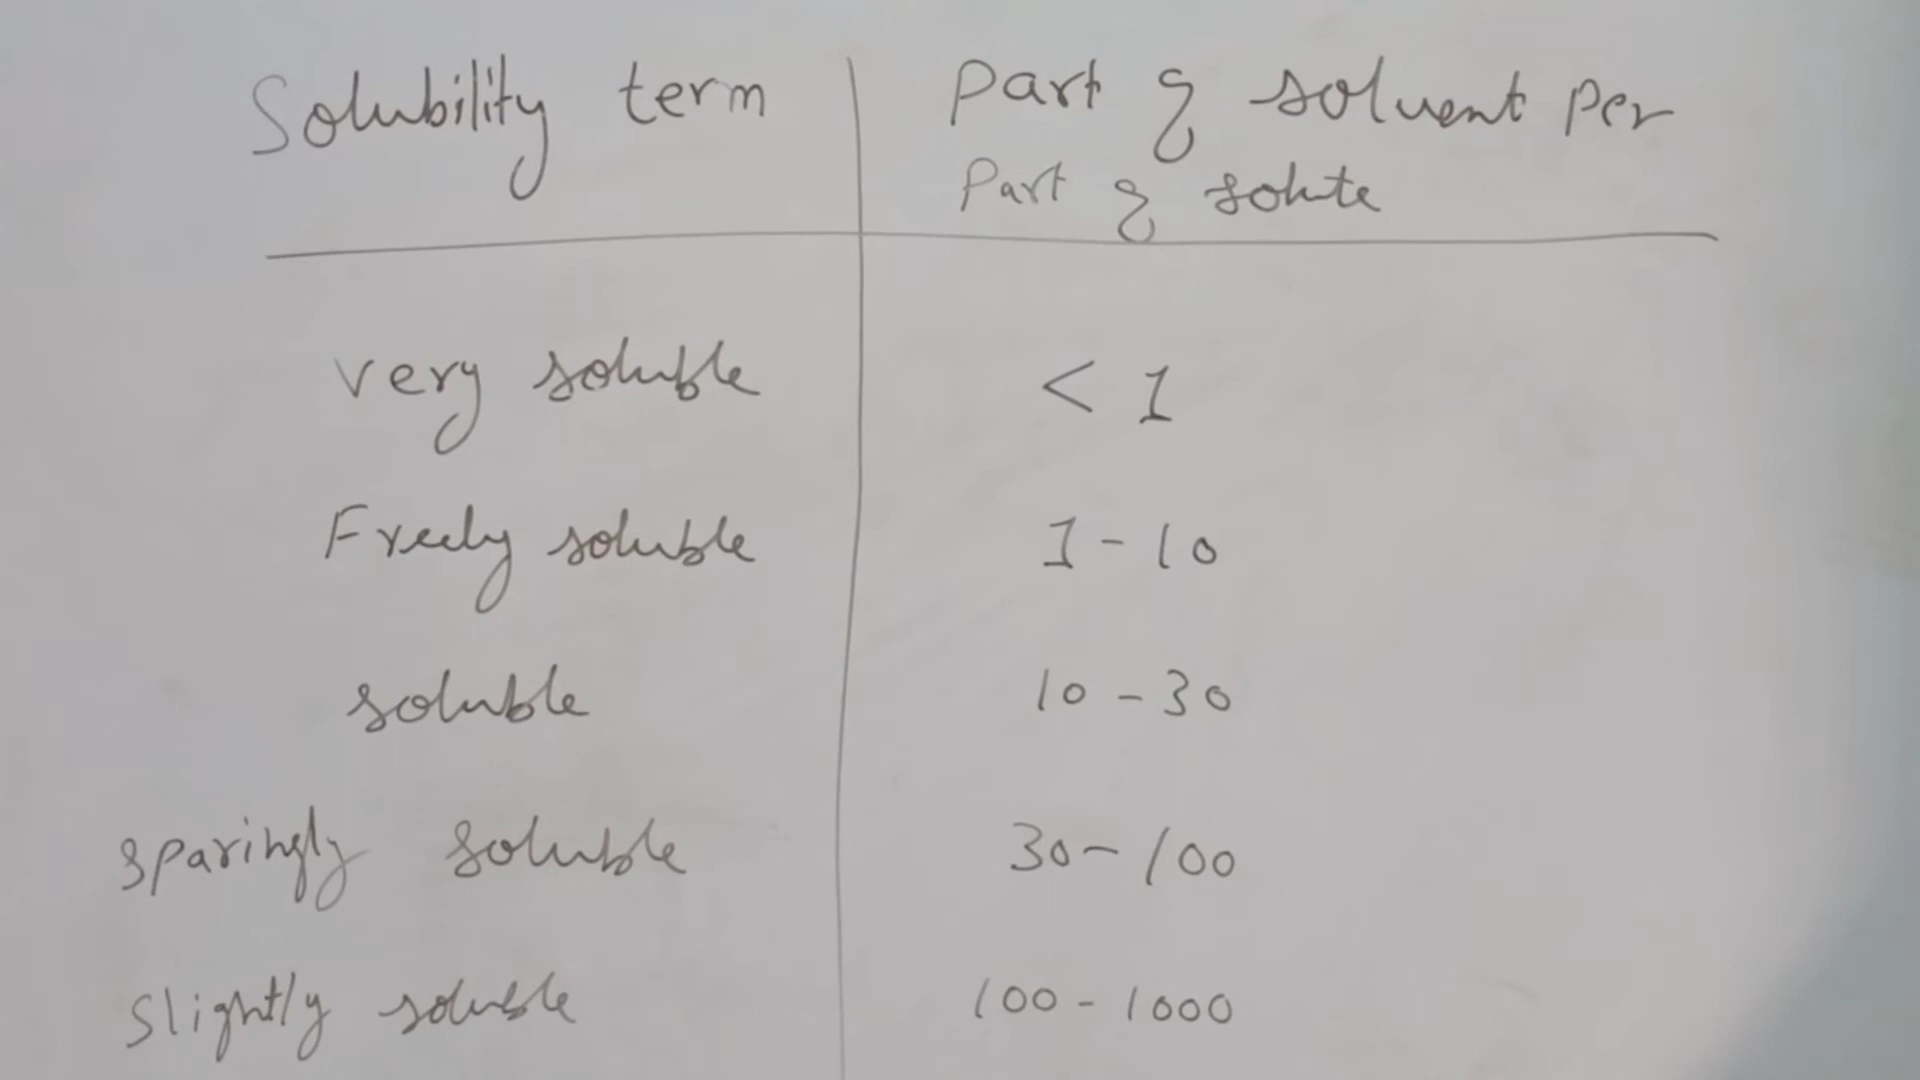 Solubility term
Part of solvent per
Part of solute
very soluble
< 1
Freely soluble
1 - 10
soluble
10 - 30
sparingly soluble
30 - 100
slightly soluble
100 - 1000